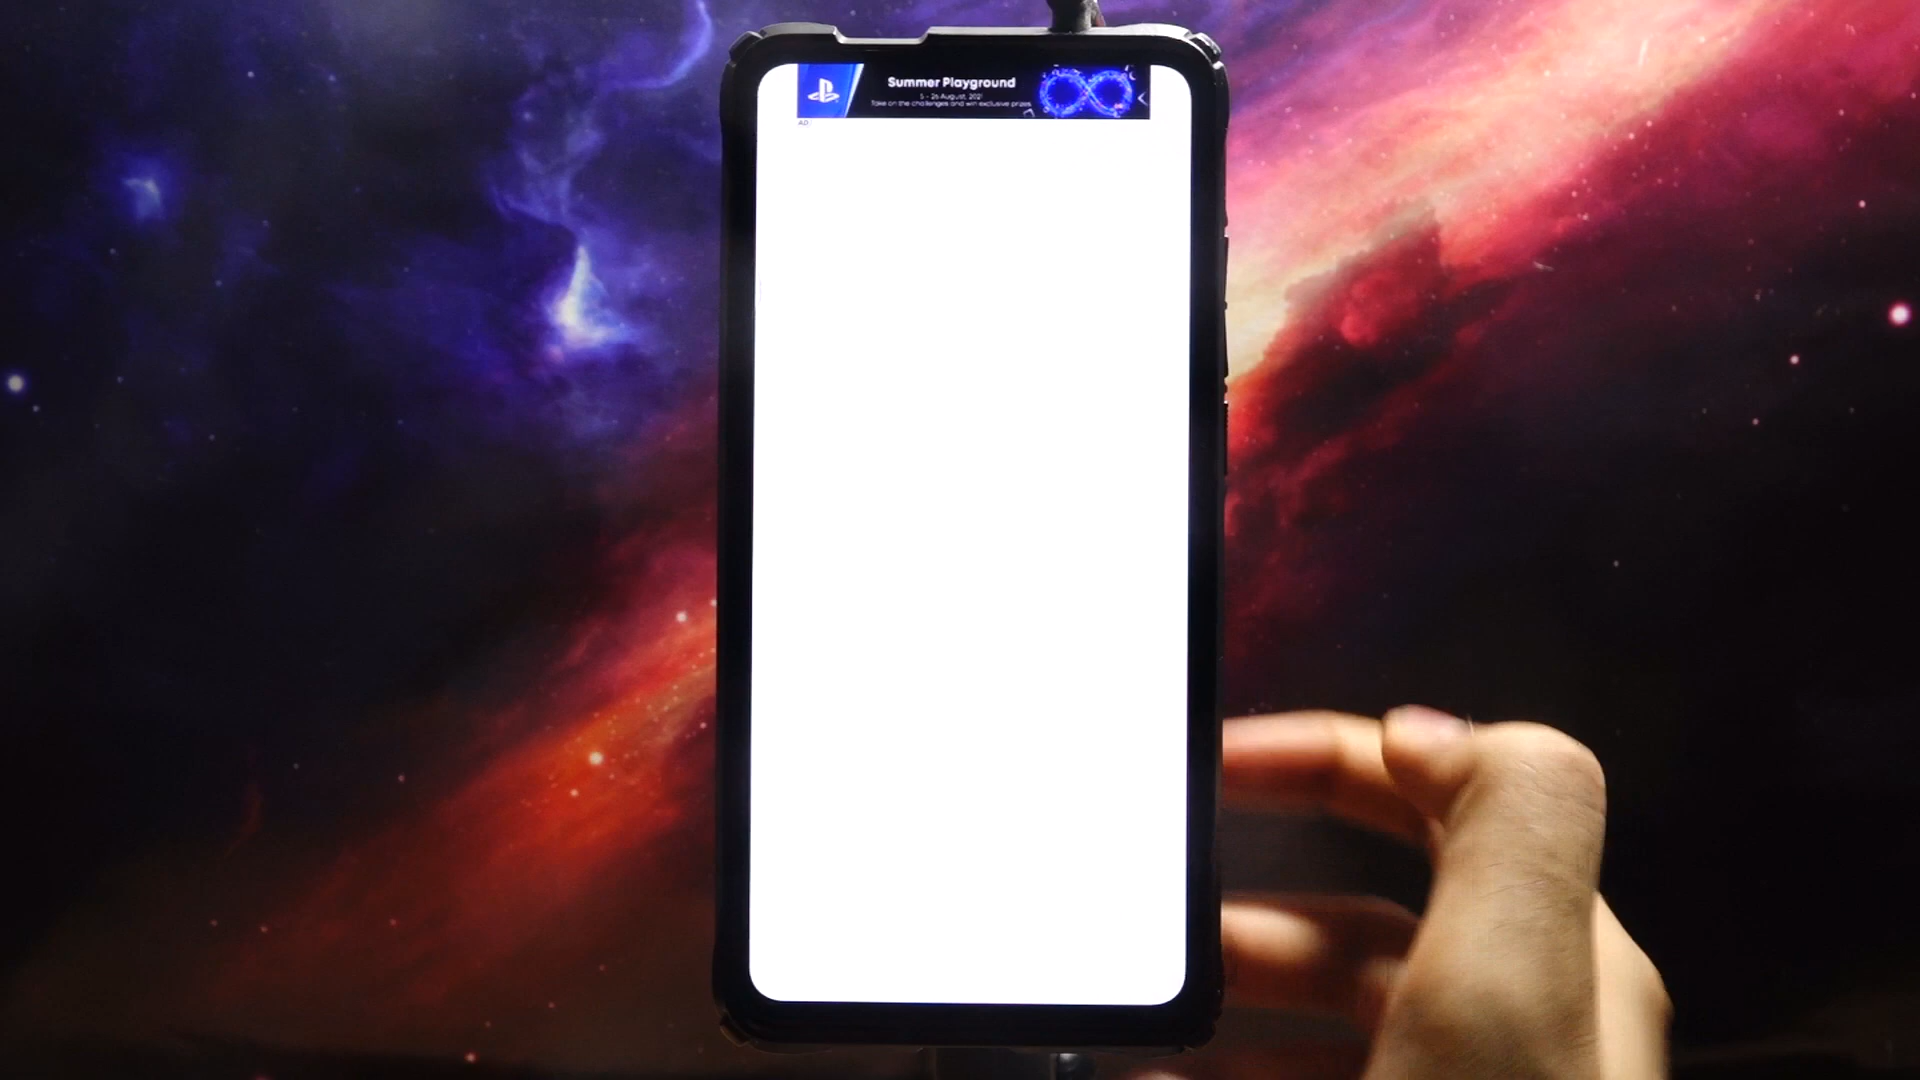 Summer Playground
5 - 26 August, 2021
Take on the challenges and win exclusive prizes
AD